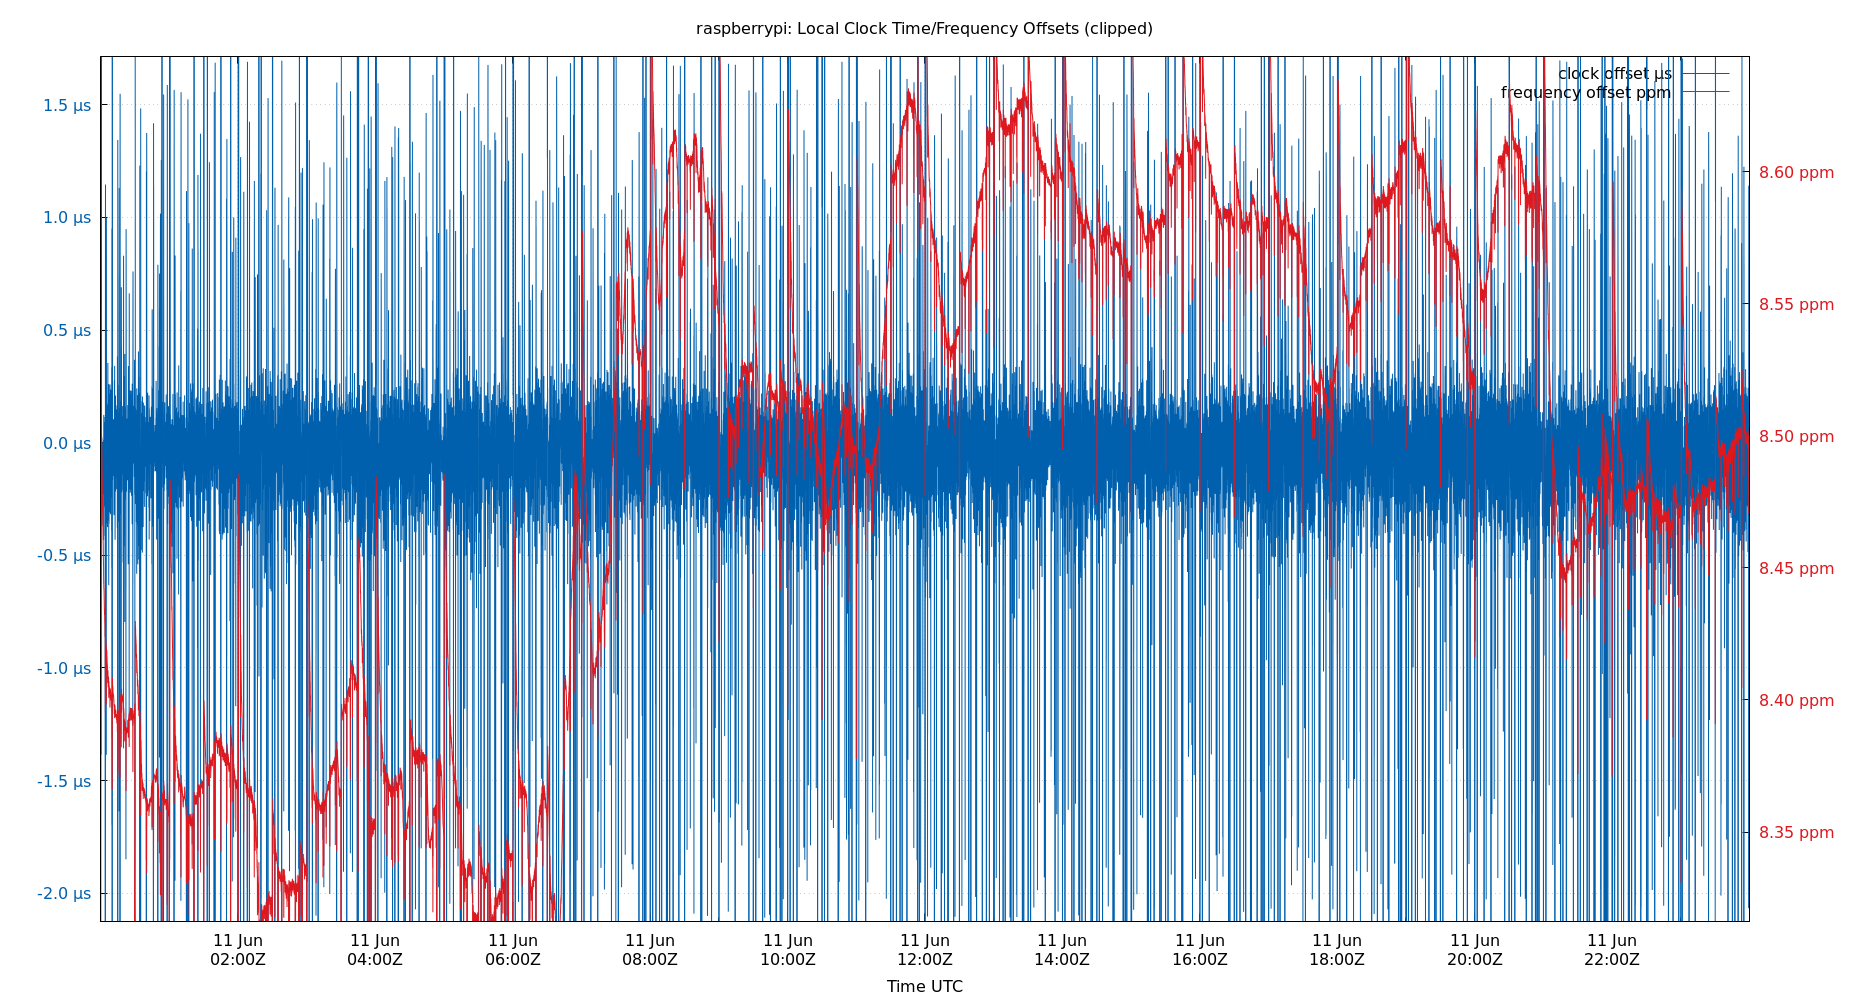 raspberrypi: Local Clock Time/Frequency Offsets (clipped)
clock offset µs
frequency offset ppm
1.5 µs
1.0 µs
0.5 µs
0.0 µs
-0.5 µs
-1.0 µs
-1.5 µs
-2.0 µs
8.60 ppm
8.55 ppm
8.50 ppm
8.45 ppm
8.40 ppm
8.35 ppm
11 Jun 11 Jun 11 Jun 11 Jun 11 Jun 11 Jun 11 Jun 11 Jun 11 Jun 11 Jun 11 Jun
02:00Z 04:00Z 06:00Z 08:00Z 10:00Z 12:00Z 14:00Z 16:00Z 18:00Z 20:00Z 22:00Z
Time UTC